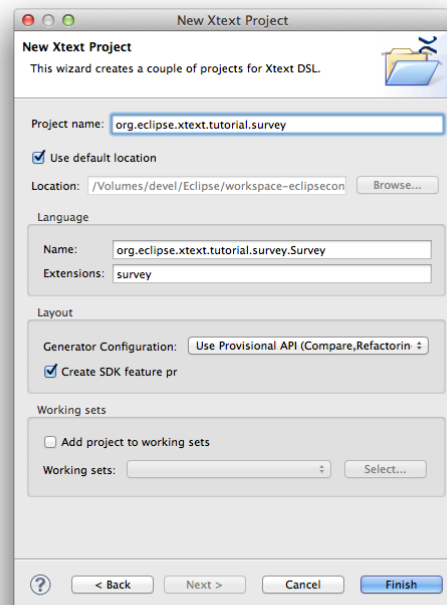 New Xtext Project
New Xtext Project
This wizard creates a couple of projects for Xtext DSL.
Project name: org.eclipse.xtext.tutorial.survey
Use default location
Location: /Volumes/devel/Eclipse/workspace-eclipsecon Browse...
Language
Name: org.eclipse.xtext.tutorial.survey.Survey
Extensions: survey
Layout
Generator Configuration: Use Provisional API (Compare,Refactorin
Create SDK feature pr
Working sets
Add project to working sets
Working sets: Select...
? < Back Next > Cancel Finish